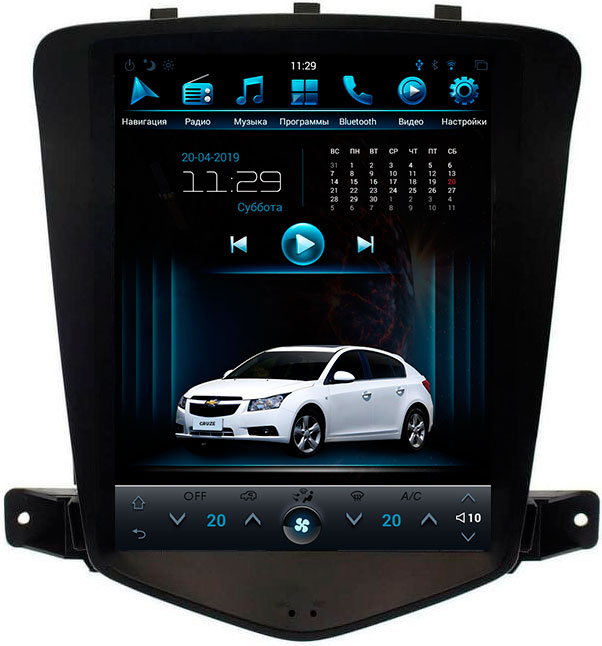 11:29
Навигация Радио Музыка Программы Bluetooth Видео Настройки
20-04-2019
11:29
Суббота
ВС ПН ВТ СР ЧТ ПТ СБ
31 1 2 3 4 5 6
7 8 9 10 11 12 13
14 15 16 17 18 19 20
21 22 23 24 25 26 27
28 29 30 1 2 3 4
5 6 7 8 9 10 11
CRUZE
OFF A/C
20 20 10